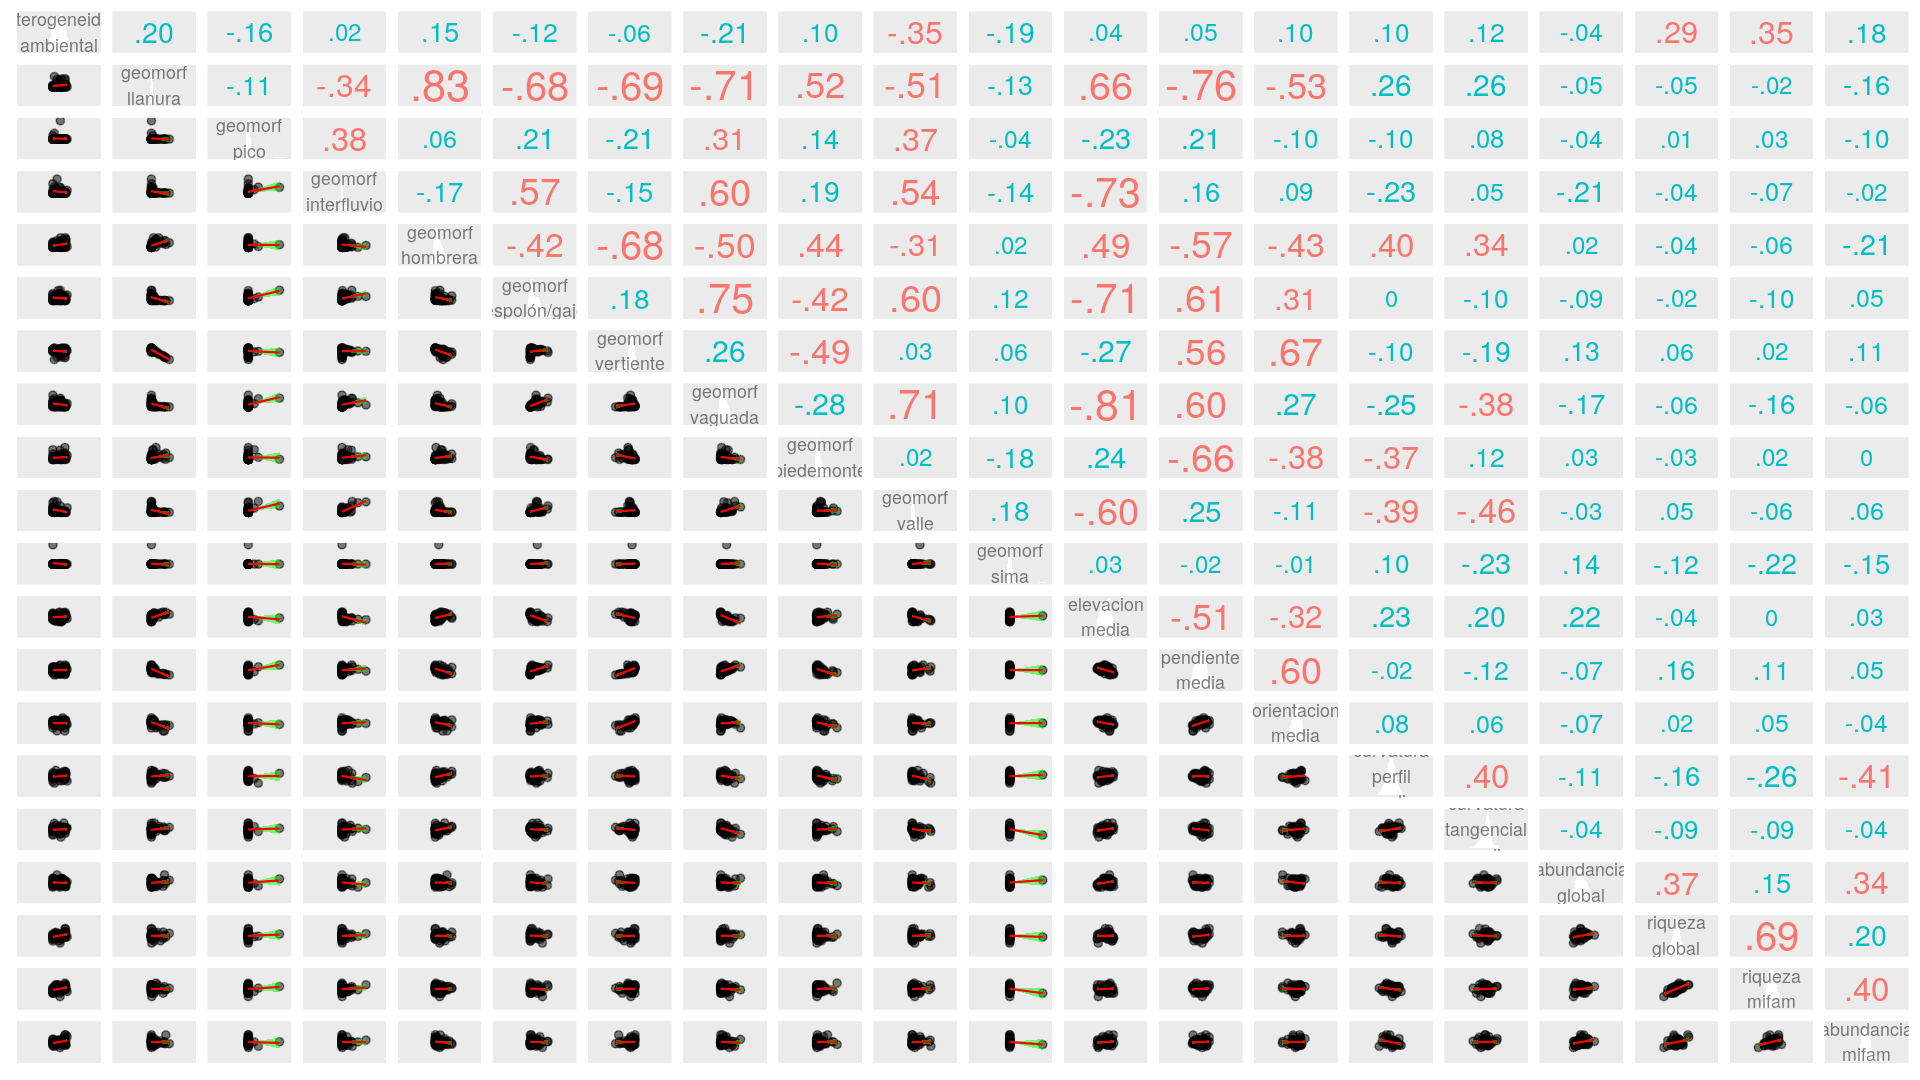 terogeneid
ambiental .20 -.16 .02 .15 -.12 -.06 -.21 .10 -.35 -.19 .04 .05 .10 .10 .12 -.04 .29 .35 .18
geomorf
llanura -.11 -.34 .83 -.68 -.69 -.71 .52 -.51 -.13 .66 -.76 -.53 .26 .26 -.05 -.05 -.02 -.16
geomorf
pico .38 .06 .21 -.21 .31 .14 .37 -.04 -.23 .21 -.10 -.10 .08 -.04 .01 .03 -.10
geomorf
interfluvio -.17 .57 -.15 .60 .19 .54 -.14 -.73 .16 .09 -.23 .05 -.21 -.04 -.07 -.02
geomorf
hombrera -.42 -.68 -.50 .44 -.31 .02 .49 -.57 -.43 .40 .34 .02 -.04 -.06 -.21
geomorf
espolón/gaj .18 .75 -.42 .60 .12 -.71 .61 .31 0 -.10 -.09 -.02 -.10 .05
geomorf
vertiente .26 -.49 .03 .06 -.27 .56 .67 -.10 -.19 .13 .06 .02 .11
geomorf
vaguada -.28 .71 .10 -.81 .60 .27 -.25 -.38 -.17 -.06 -.16 -.06
geomorf
piedemonte .02 -.18 .24 -.66 -.38 -.37 .12 .03 -.03 .02 0
geomorf
valle .18 -.60 .25 -.11 -.39 -.46 -.03 .05 -.06 .06
geomorf
sima .03 -.02 -.01 .10 -.23 .14 -.12 -.22 -.15
elevacion
media -.51 -.32 .23 .20 .22 -.04 0 .03
pendiente
media .60 -.02 -.12 -.07 .16 .11 .05
orientacion
media .08 .06 -.07 .02 .05 -.04
curvatura
perfil .40 -.11 -.16 -.26 -.41
curvatura
tangencial -.04 -.09 -.09 -.04
abundancia
global .37 .15 .34
riqueza
global .69 .20
riqueza
mifam .40
abundancia
mifam